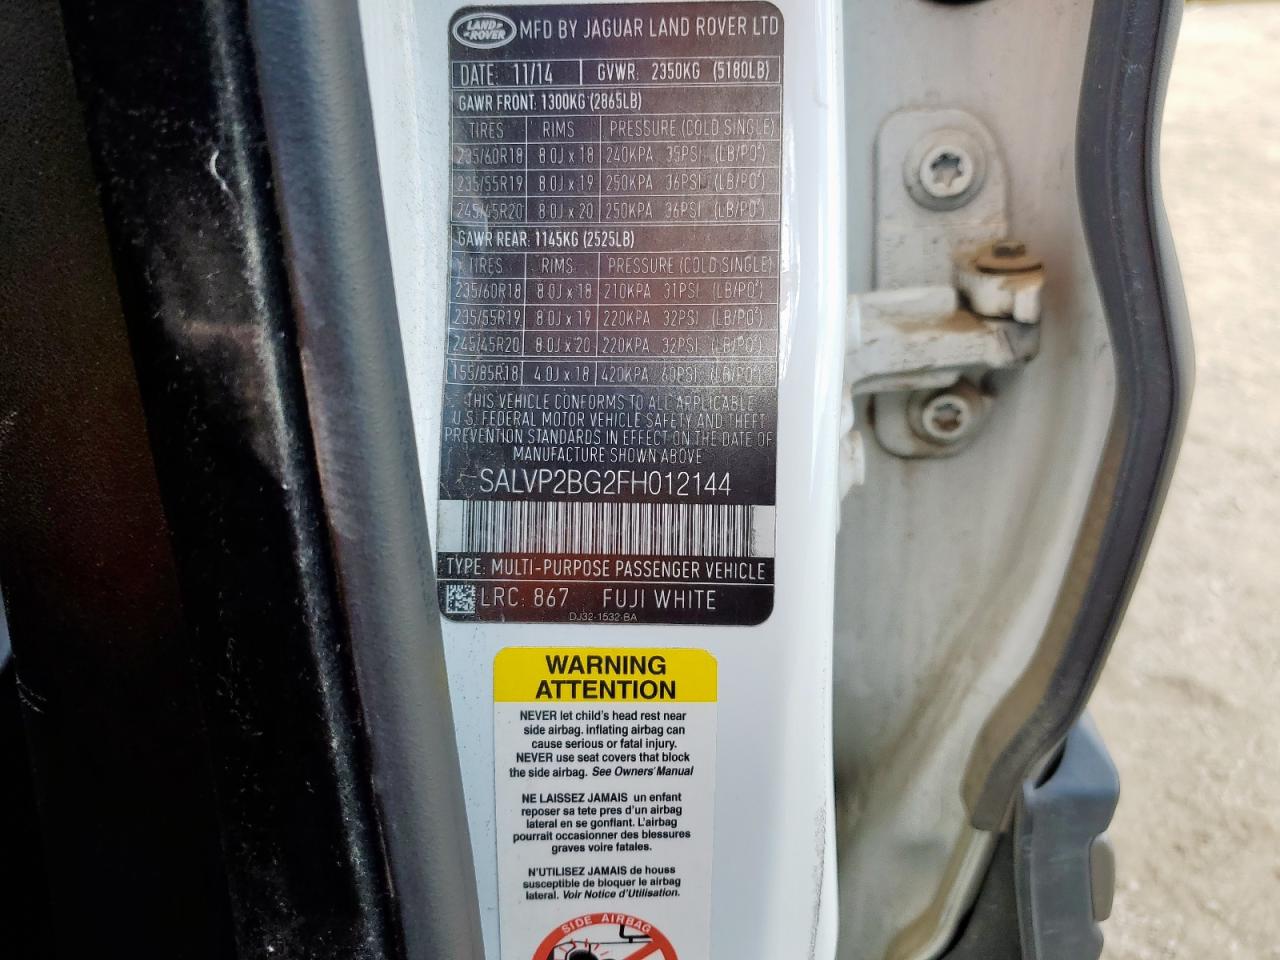 LAND ROVER MFD BY JAGUAR LAND ROVER LTD
DATE: 11/14 GVWR: 2350KG (5180LB)
GAWR FRONT: 1300KG (2865LB)
TIRES RIMS PRESSURE (COLD SINGLE)
235/60R18 8.0J x 18 240KPA 35PSI (LB/PO²)
235/55R19 8.0J x 19 250KPA 36PSI (LB/PO²)
245/45R20 8.0J x 20 250KPA 36PSI (LB/PO²)
GAWR REAR: 1145KG (2525LB)
TIRES RIMS PRESSURE (COLD SINGLE)
235/60R18 8.0J x 18 210KPA 31PSI (LB/PO²)
235/55R19 8.0J x 19 220KPA 32PSI (LB/PO²)
245/45R20 8.0J x 20 220KPA 32PSI (LB/PO²)
155/85R18 4.0J x 18 420KPA 60PSI (LB/PO²)
THIS VEHICLE CONFORMS TO ALL APPLICABLE
U.S. FEDERAL MOTOR VEHICLE SAFETY AND THEFT
PREVENTION STANDARDS IN EFFECT ON THE DATE OF
MANUFACTURE SHOWN ABOVE
SALVP2BG2FH012144
TYPE: MULTI-PURPOSE PASSENGER VEHICLE
LRC: 867 FUJI WHITE
DJ32-1532-BA
WARNING
ATTENTION
NEVER let child's head rest near
side airbag. inflating airbag can
cause serious or fatal injury.
NEVER use seat covers that block
the side airbag. See Owners' Manual
NE LAISSEZ JAMAIS un enfant
reposer sa tete pres d'un airbag
lateral en se gonflant. L'airbag
pourrait occasionner des blessures
graves voire fatales.
N'UTILISEZ JAMAIS de houss
susceptible de bloquer le airbag
lateral. Voir Notice d'Utilisation.
SIDE AIRBAG